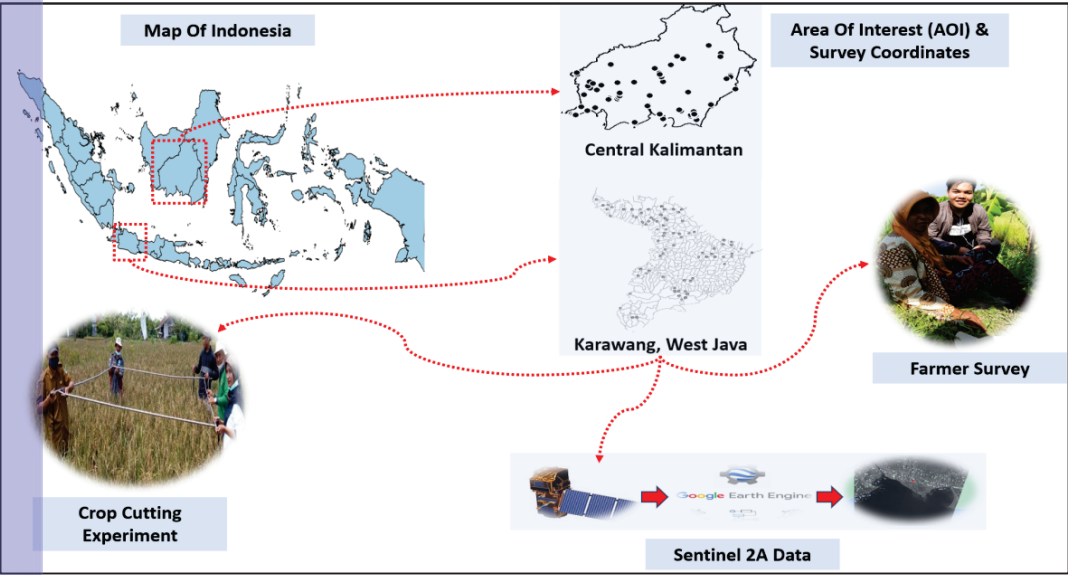 Map Of Indonesia
Area Of Interest (AOI) &
Survey Coordinates
Central Kalimantan
Karawang, West Java
Farmer Survey
Crop Cutting
Experiment
Google Earth Engine
Sentinel 2A Data